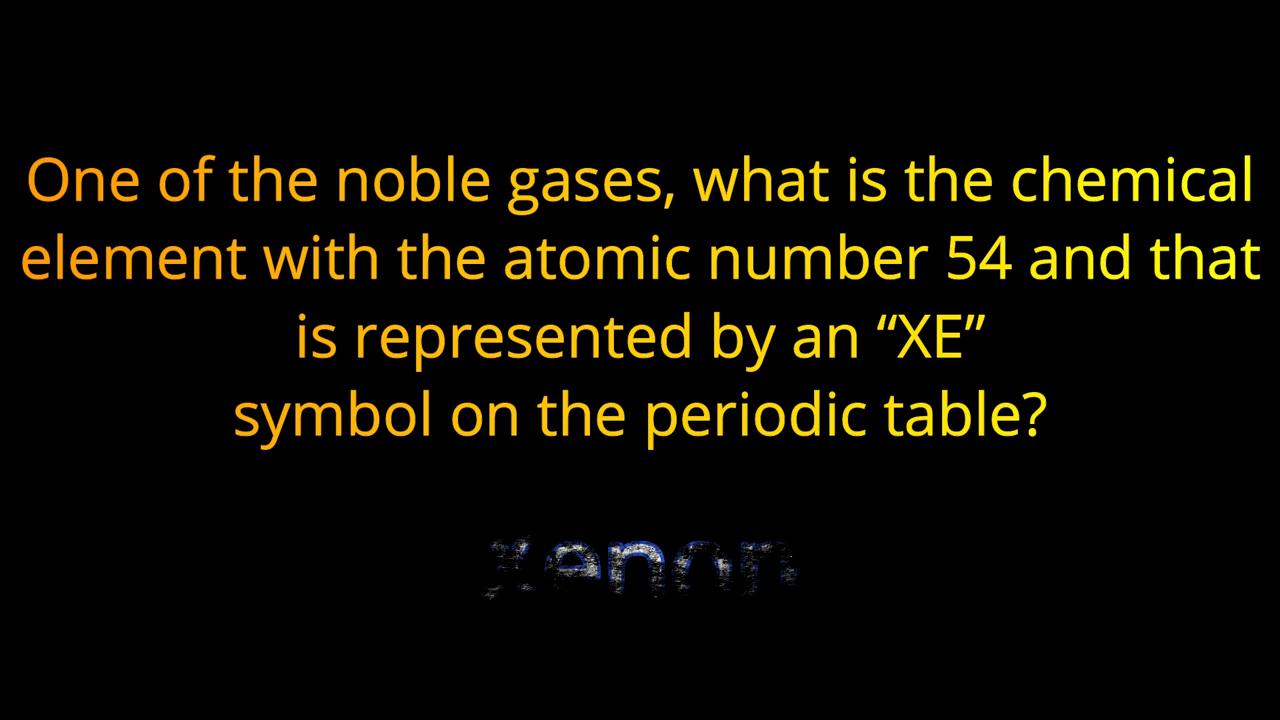 One of the noble gases, what is the chemical
element with the atomic number 54 and that
is represented by an “XE”
symbol on the periodic table?
xenon